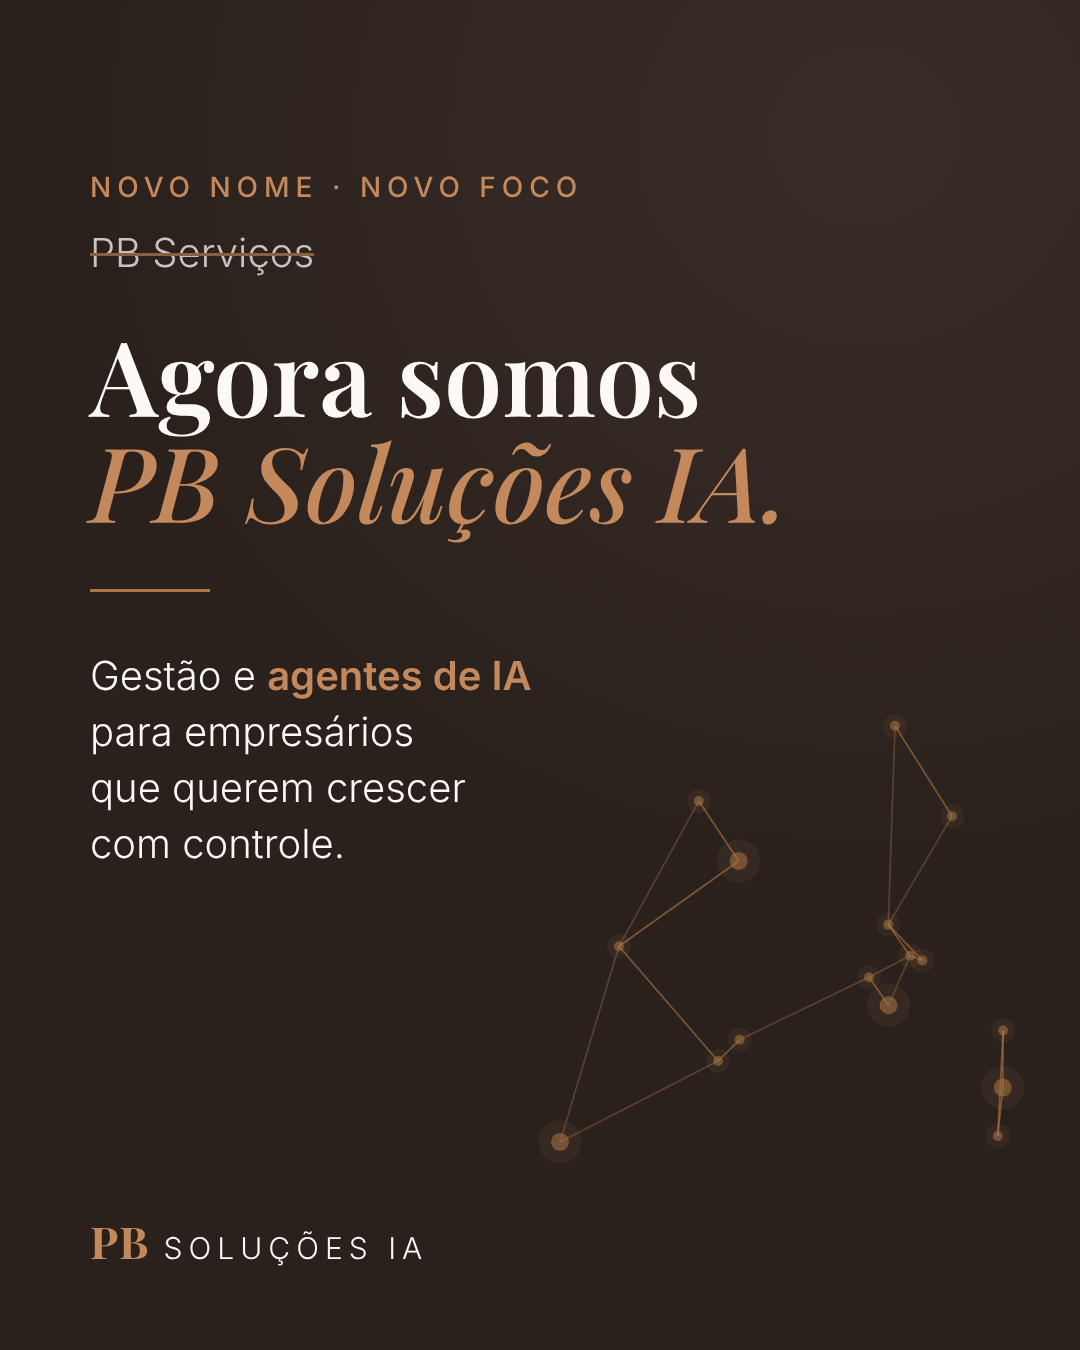 NOVO NOME · NOVO FOCO
PB Serviços
Agora somos
PB Soluções IA.
Gestão e agentes de IA
para empresários
que querem crescer
com controle.
PB SOLUÇÕES IA